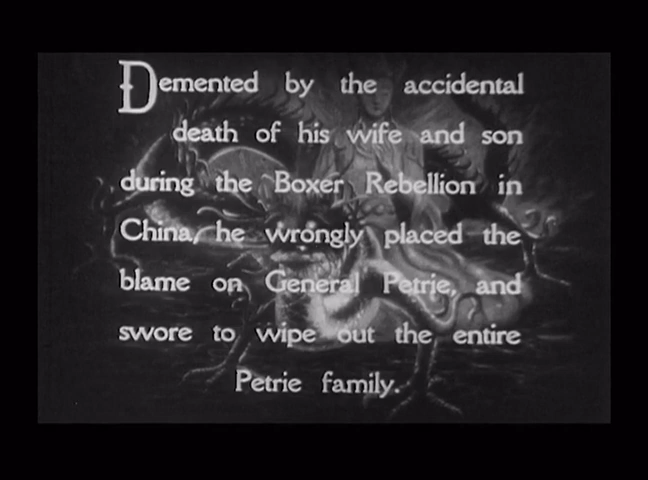 Demented by the accidental
death of his wife and son
during the Boxer Rebellion in
China, he wrongly placed the
blame on General Petrie, and
swore to wipe out the entire
Petrie family.